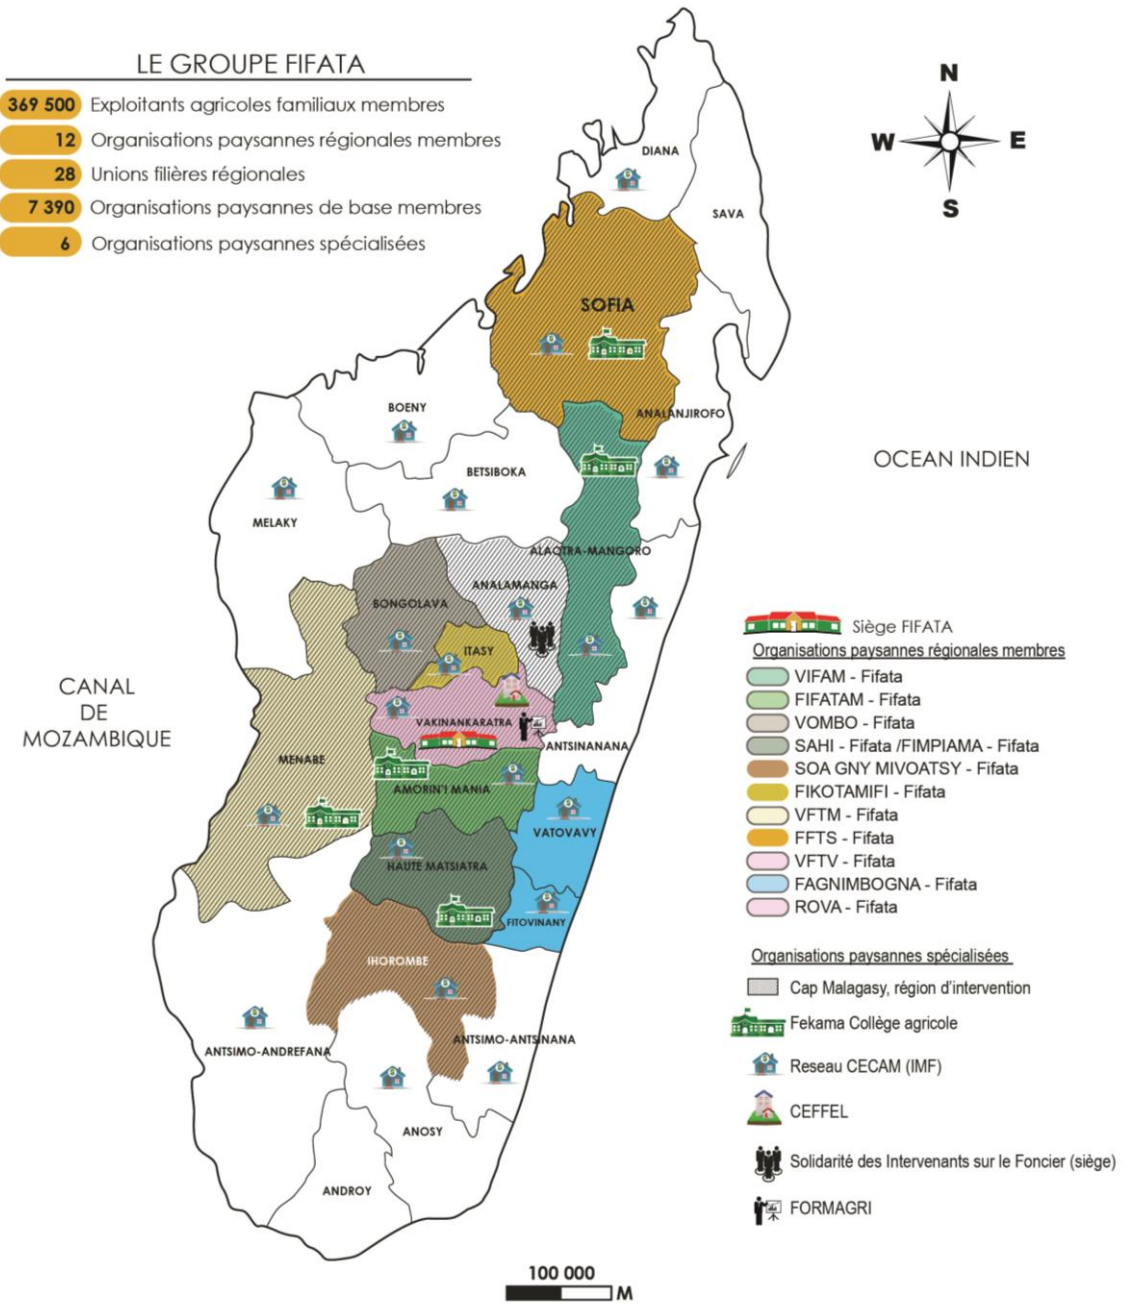 LE GROUPE FIFATA
369 500 Exploitants agricoles familiaux membres
12 Organisations paysannes régionales membres
28 Unions filières régionales
7 390 Organisations paysannes de base membres
6 Organisations paysannes spécialisées
N
W E
S
DIANA
SAVA
SOFIA
ANALANJIROFO
BOENY
BETSIBOKA
MELAKY
OCEAN INDIEN
ALAOTRA-MANGORO
ANALAMANGA
BONGOLAVA
ITASY
CANAL
DE
MOZAMBIQUE
VAKINANKARATRA
ANTSINANANA
MENABE
AMORIN'I MANIA
VATOVAVY
HAUTE MATSIATRA
FITOVINANY
IHOROMBE
ANTSIMO-ANTSINANA
ANTSIMO-ANDREFANA
ANOSY
ANDROY
Siège FIFATA
Organisations paysannes régionales membres
VIFAM - Fifata
FIFATAM - Fifata
VOMBO - Fifata
SAHI - Fifata /FIMPIAMA - Fifata
SOA GNY MIVOATSY - Fifata
FIKOTAMIFI - Fifata
VFTM - Fifata
FFTS - Fifata
VFTV - Fifata
FAGNIMBOGNA - Fifata
ROVA - Fifata
Organisations paysannes spécialisées
Cap Malagasy, région d'intervention
Fekama Collège agricole
Reseau CECAM (IMF)
CEFFEL
Solidarité des Intervenants sur le Foncier (siège)
FORMAGRI
100 000
M